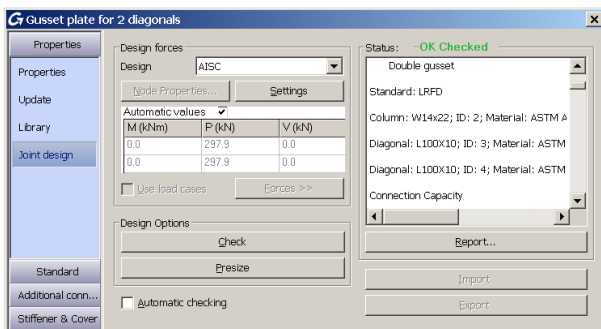 Gusset plate for 2 diagonals
Properties
Properties
Update
Library
Joint design
Standard
Additional conn...
Stiffener & Cover
Design forces
Design AISC
Node Properties... Settings
Automatic values
M (kNm) P (kN) V (kN)
0.0 297.9 0.0
0.0 297.9 0.0
Use load cases Forces >>
Design Options
Check
Presize
Automatic checking
Status: OK Checked
Double gusset
Standard: LRFD
Column: W14x22; ID: 2; Material: ASTM A
Diagonal: L100X10; ID: 3; Material: ASTM
Diagonal: L100X10; ID: 4; Material: ASTM
Connection Capacity
Report...
Import
Export